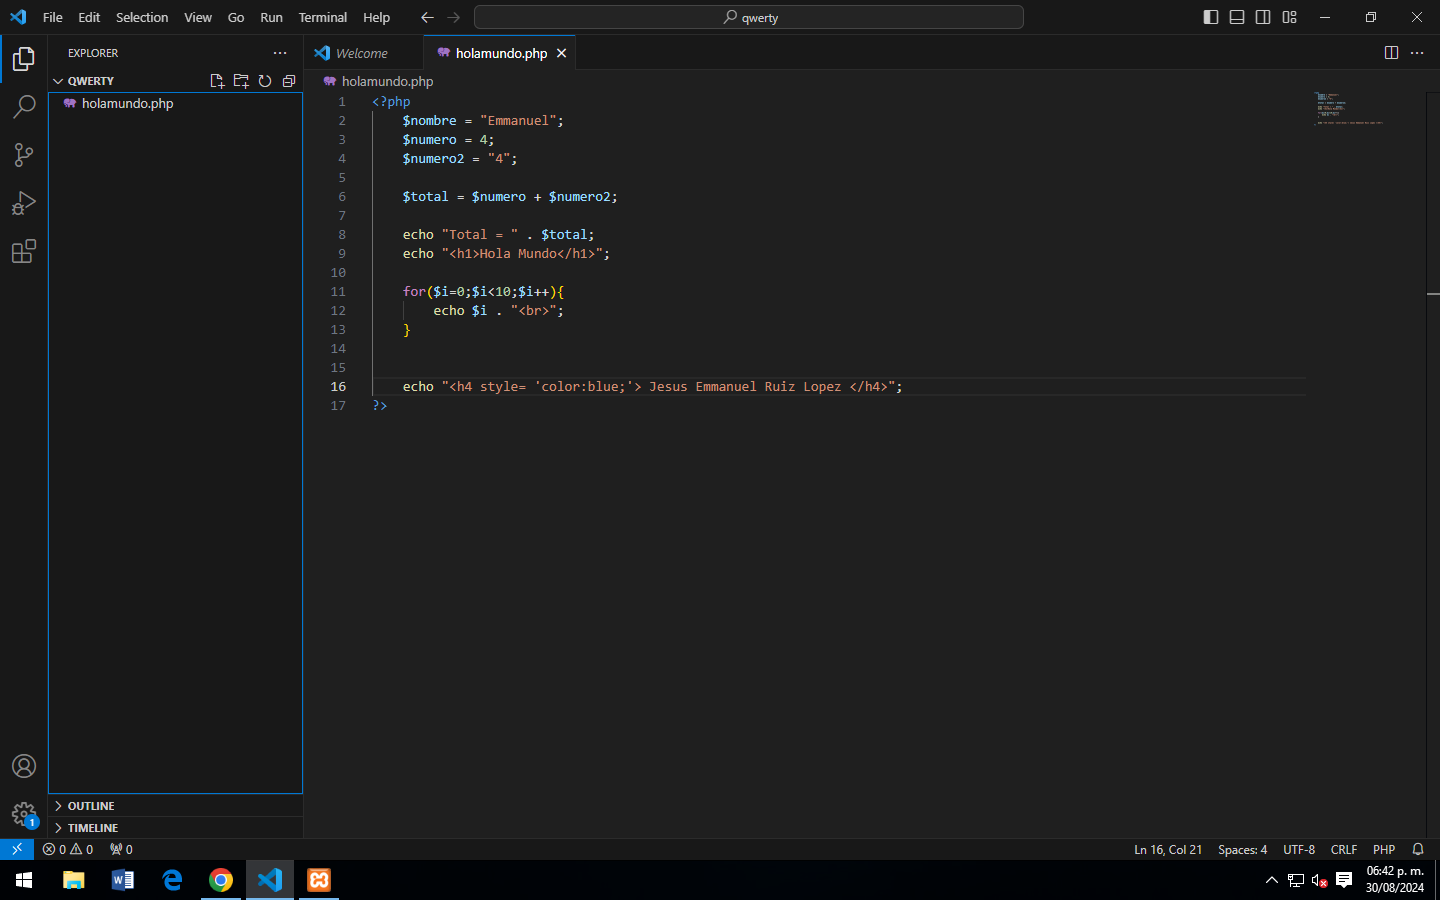 File Edit Selection View Go Run Terminal Help qwerty
EXPLORER
QWERTY
holamundo.php
OUTLINE
TIMELINE
Welcome holamundo.php
holamundo.php
1 <?php
2 $nombre = "Emmanuel";
3 $numero = 4;
4 $numero2 = "4";
5
6 $total = $numero + $numero2;
7
8 echo "Total = " . $total;
9 echo "<h1>Hola Mundo</h1>";
10
11 for($i=0;$i<10;$i++){
12 echo $i . "<br>";
13 }
14
15
16 echo "<h4 style= 'color:blue;'> Jesus Emmanuel Ruiz Lopez </h4>";
17 ?>
1
0 0 0 Ln 16, Col 21 Spaces: 4 UTF-8 CRLF PHP
06:42 p. m.
30/08/2024